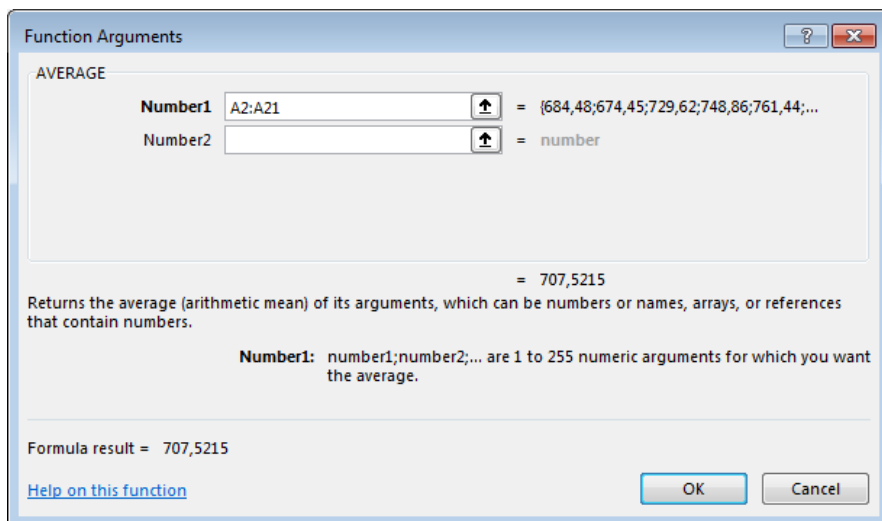 Function Arguments
?
AVERAGE
Number1 A2:A21 = {684,48;674,45;729,62;748,86;761,44;...
Number2 = number
= 707,5215
Returns the average (arithmetic mean) of its arguments, which can be numbers or names, arrays, or references
that contain numbers.
Number1: number1;number2;... are 1 to 255 numeric arguments for which you want
the average.
Formula result = 707,5215
Help on this function
OK Cancel